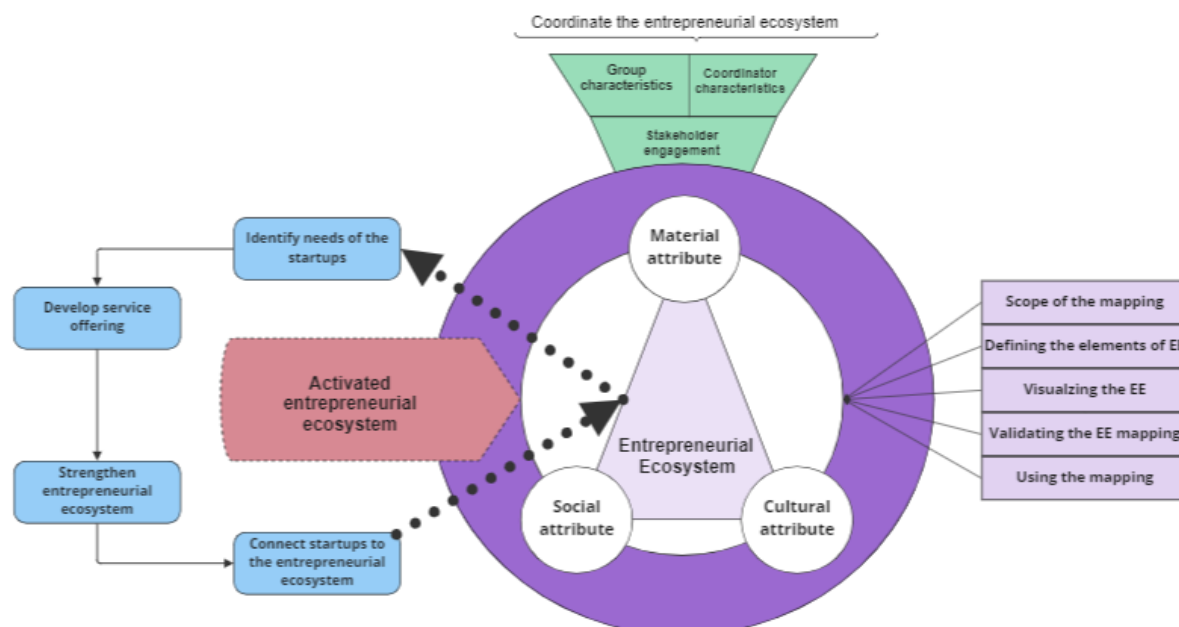 Coordinate the entrepreneurial ecosystem
Group
characteristics
Coordinator
characteristics
Stakeholder
engagement
Material
attribute
Identify needs of the
startups
Develop service
offering
Scope of the mapping
Defining the elements of E
Visualzing the EE
Validating the EE mapping
Using the mapping
Activated
entrepreneurial
ecosystem
Entrepreneurial
Ecosystem
Strengthen
entrepreneurial
ecosystem
Social
attribute
Cultural
attribute
Connect startups to
the entrepreneurial
ecosystem